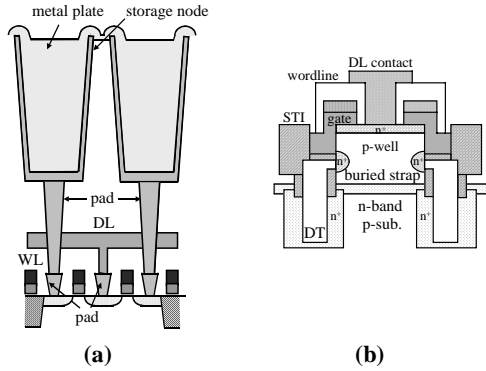 metal plate
storage node
pad
DL
WL
pad
(a)
DL contact
wordline
STI
gate
n+
p-well
n+
n+
buried strap
n+
n-band
n+
DT
p-sub.
(b)